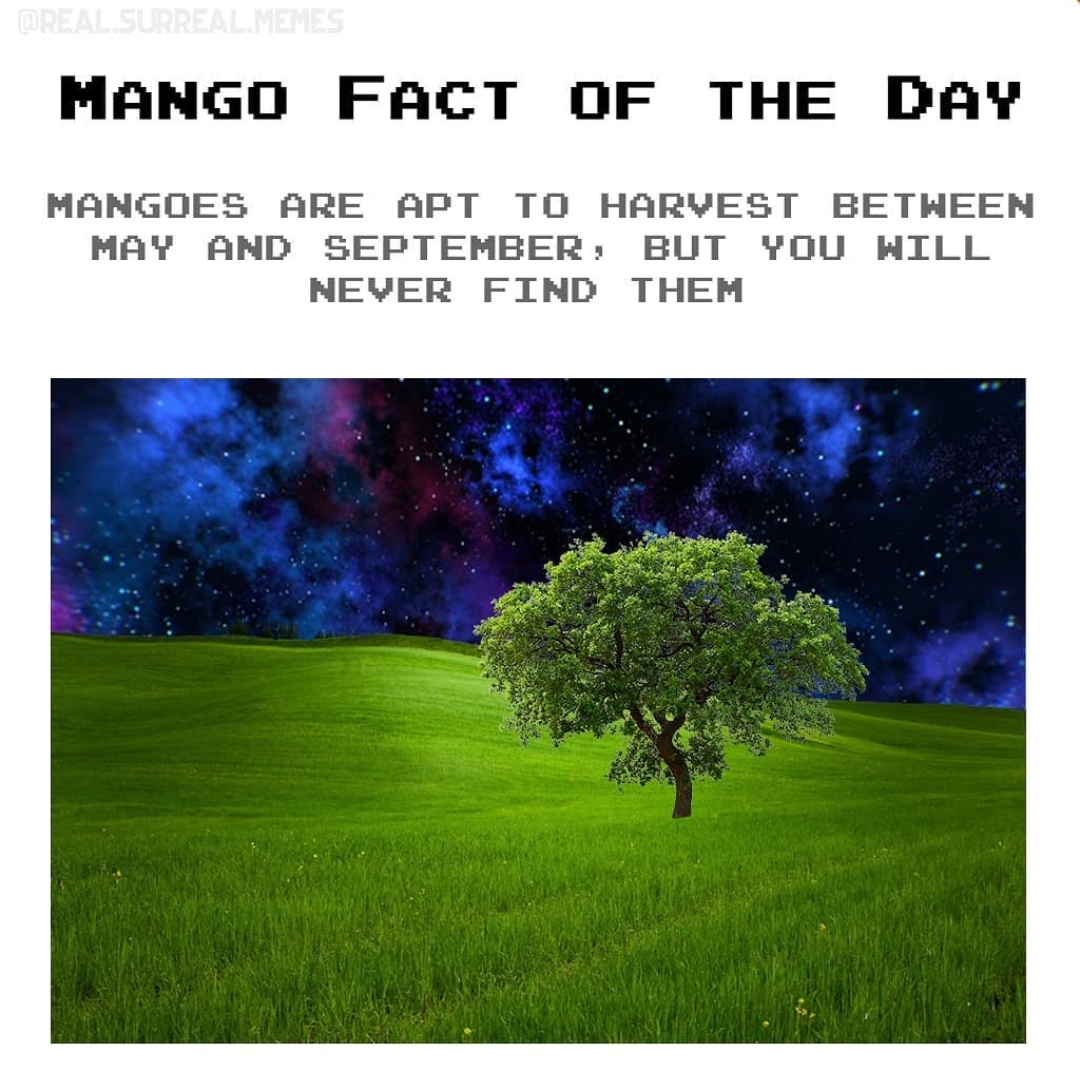 @REAL.SURREAL.MEMES
Mango Fact of the Day
MANGOES ARE APT TO HARVEST BETWEEN
MAY AND SEPTEMBER, BUT YOU WILL
NEVER FIND THEM